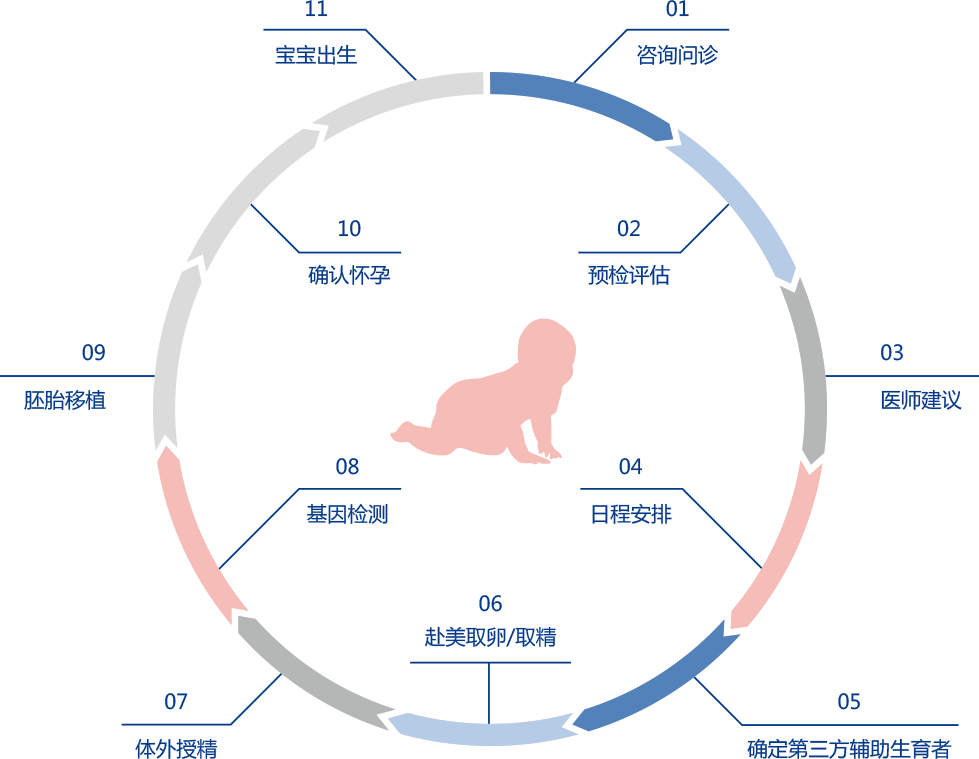 01
咨询问诊
02
预检评估
03
医师建议
04
日程安排
05
确定第三方辅助生育者
06
赴美取卵/取精
07
体外授精
08
基因检测
09
胚胎移植
10
确认怀孕
11
宝宝出生